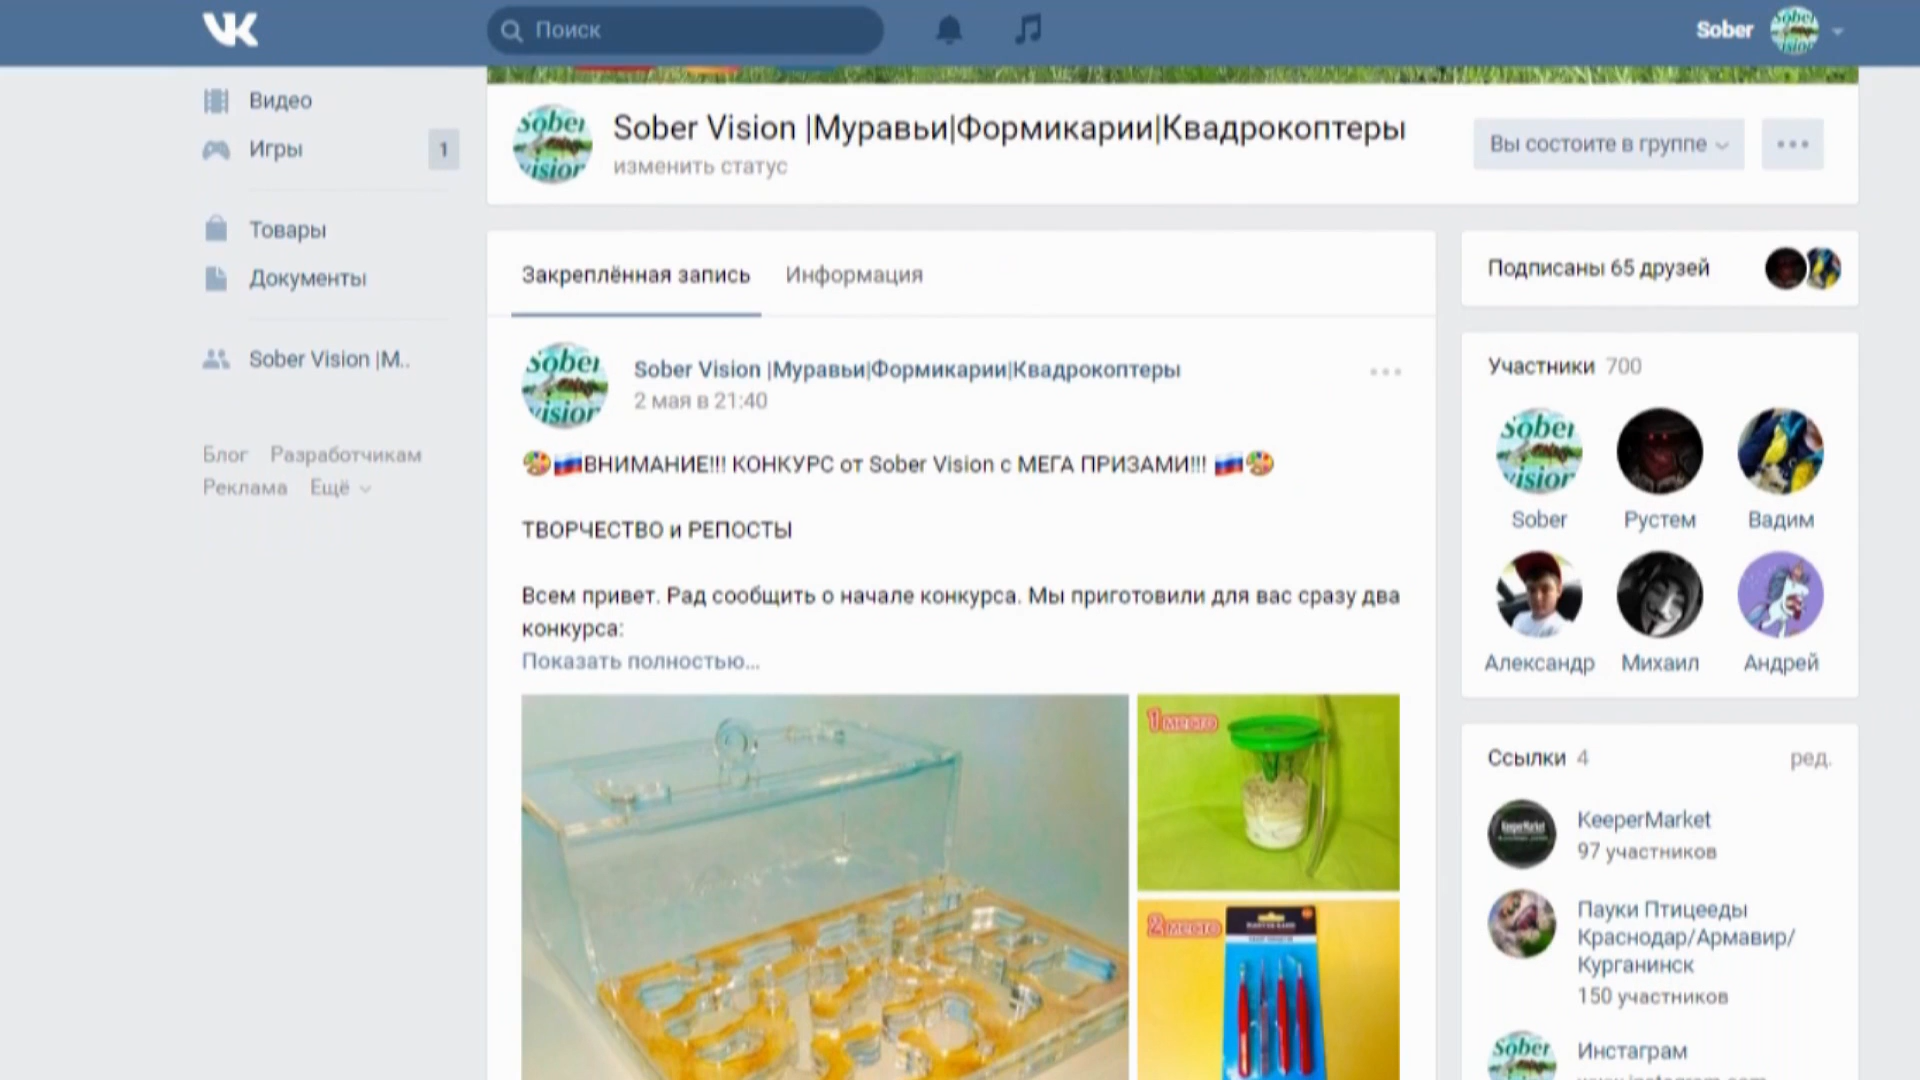 Поиск
Sober
Видео
Игры
1
Товары
Документы
Sober Vision |М..
Блог Разработчикам
Реклама Ещё
Sober Vision |Муравьи|Формикарии|Квадрокоптеры
изменить статус
Вы состоите в группе
Закреплённая запись
Информация
Sober Vision |Муравьи|Формикарии|Квадрокоптеры
2 мая в 21:40
ВНИМАНИЕ!!! КОНКУРС от Sober Vision с МЕГА ПРИЗАМИ!!!
ТВОРЧЕСТВО и РЕПОСТЫ
Всем привет. Рад сообщить о начале конкурса. Мы приготовили для вас сразу два
конкурса:
Показать полностью...
1 место
2 место
Подписаны 65 друзей
Участники 700
Sober
Рустем
Вадим
Александр
Михаил
Андрей
Ссылки 4
ред.
KeeperMarket
97 участников
Пауки Птицееды
Краснодар/Армавир/
Курганинск
150 участников
Инстаграм